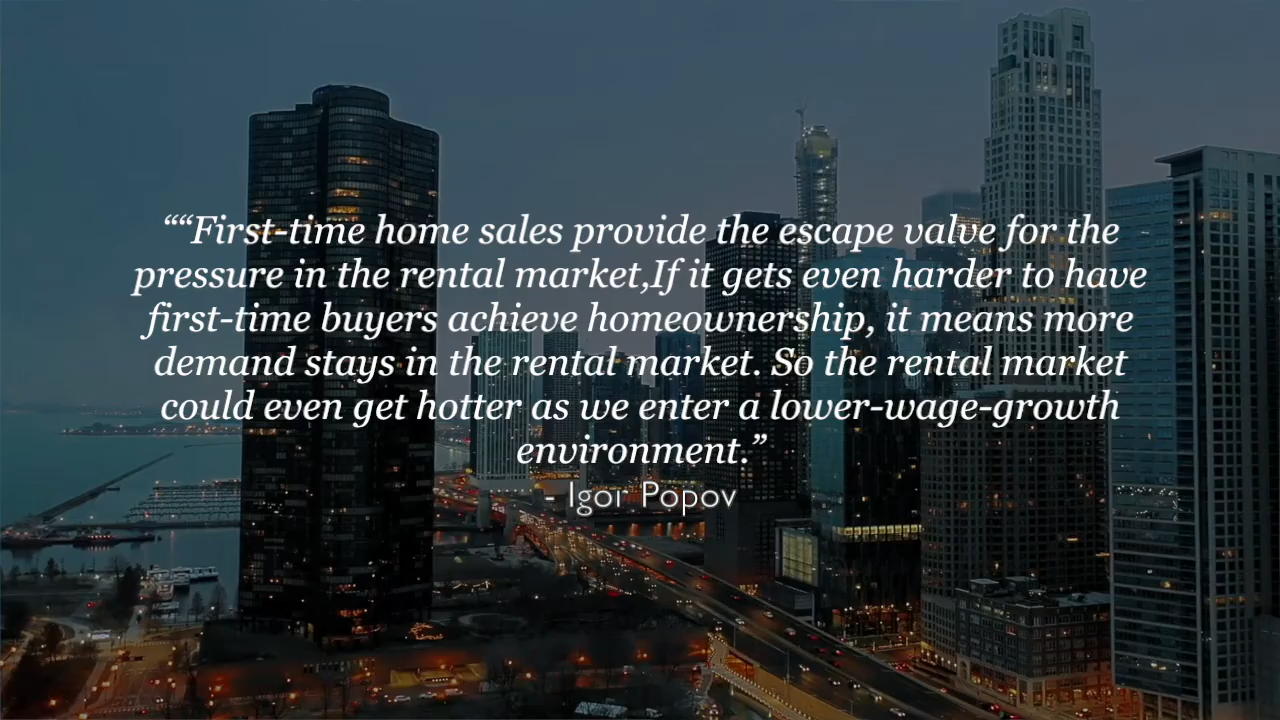 ““First-time home sales provide the escape valve for the
pressure in the rental market,If it gets even harder to have
first-time buyers achieve homeownership, it means more
demand stays in the rental market. So the rental market
could even get hotter as we enter a lower-wage-growth
environment.”
- Igor Popov